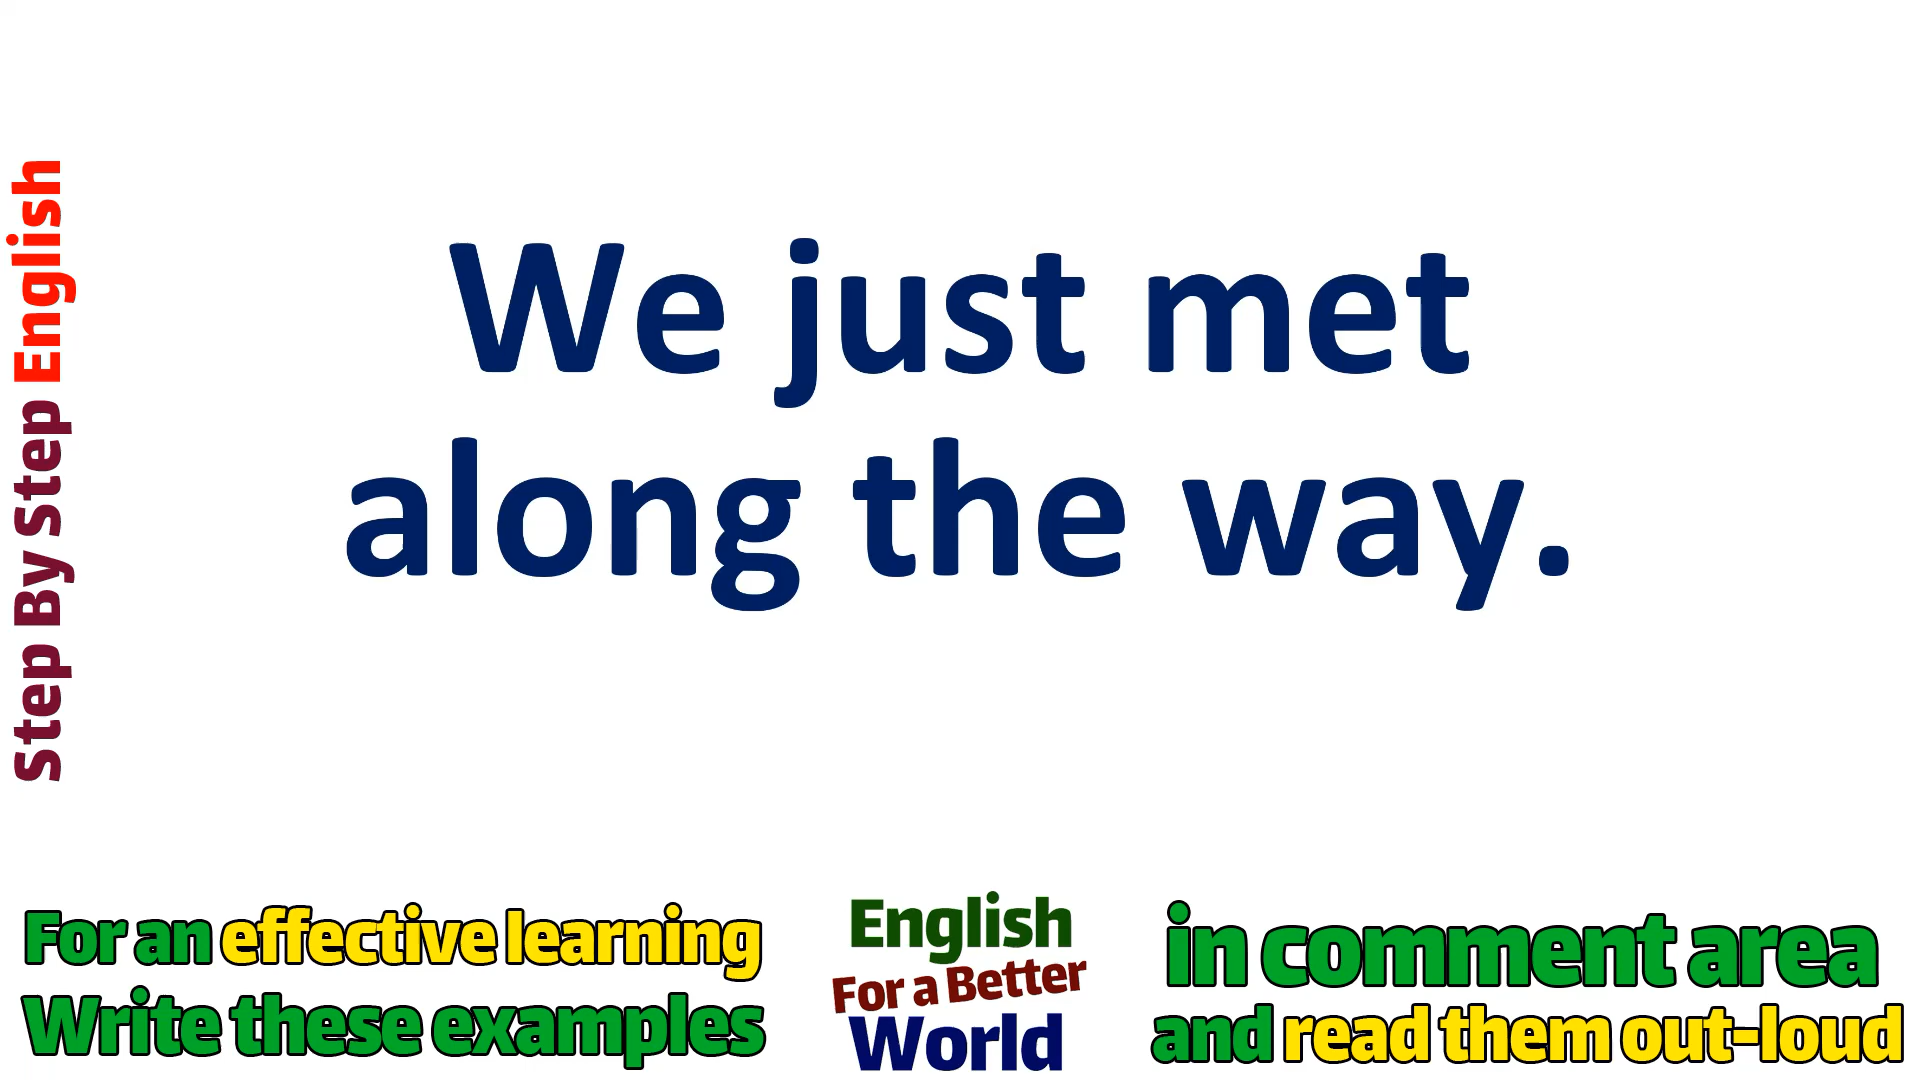 Step By Step English
We just met
along the way.
For an effective learning
Write these examples
English
For a Better
World
in comment area
and read them out-loud